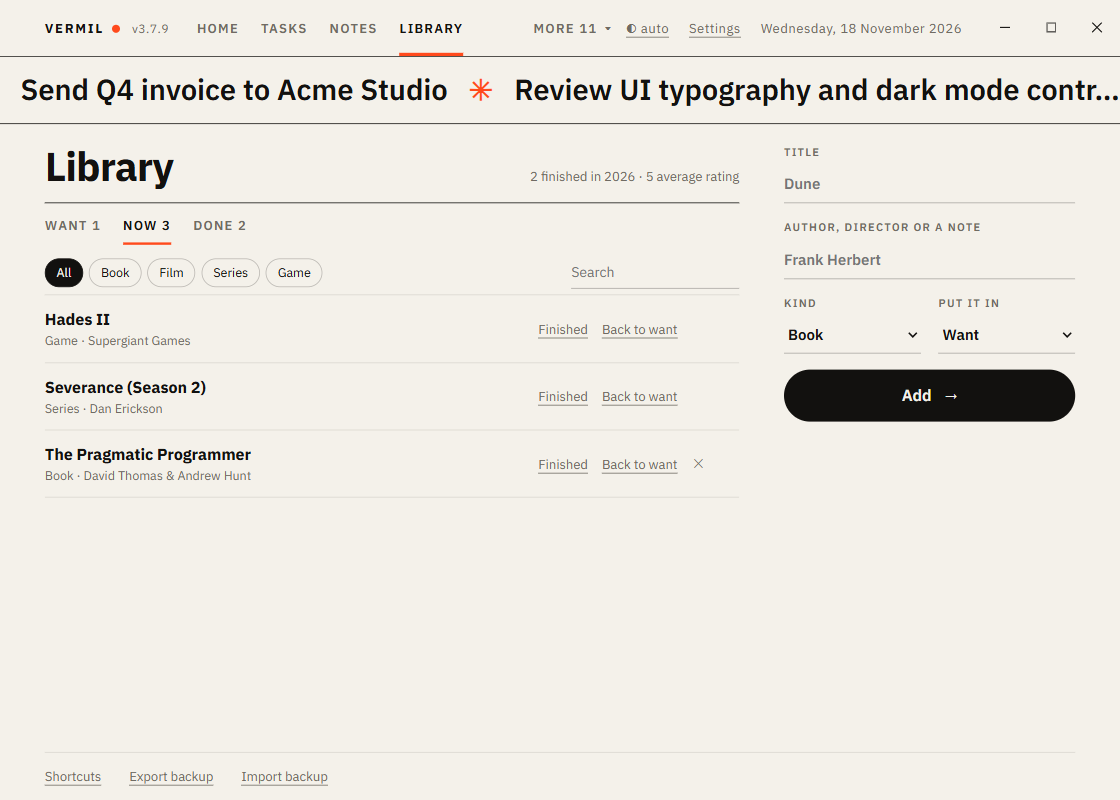 VERMIL v3.7.9 HOME TASKS NOTES LIBRARY MORE 11 auto Settings Wednesday, 18 November 2026
Send Q4 invoice to Acme Studio ✳ Review UI typography and dark mode contr...
Library
2 finished in 2026 · 5 average rating
WANT 1 NOW 3 DONE 2
All Book Film Series Game Search
Hades II
Game · Supergiant Games
Finished Back to want
Severance (Season 2)
Series · Dan Erickson
Finished Back to want
The Pragmatic Programmer
Book · David Thomas & Andrew Hunt
Finished Back to want ×
TITLE
Dune
AUTHOR, DIRECTOR OR A NOTE
Frank Herbert
KIND PUT IT IN
Book Want
Add →
Shortcuts Export backup Import backup